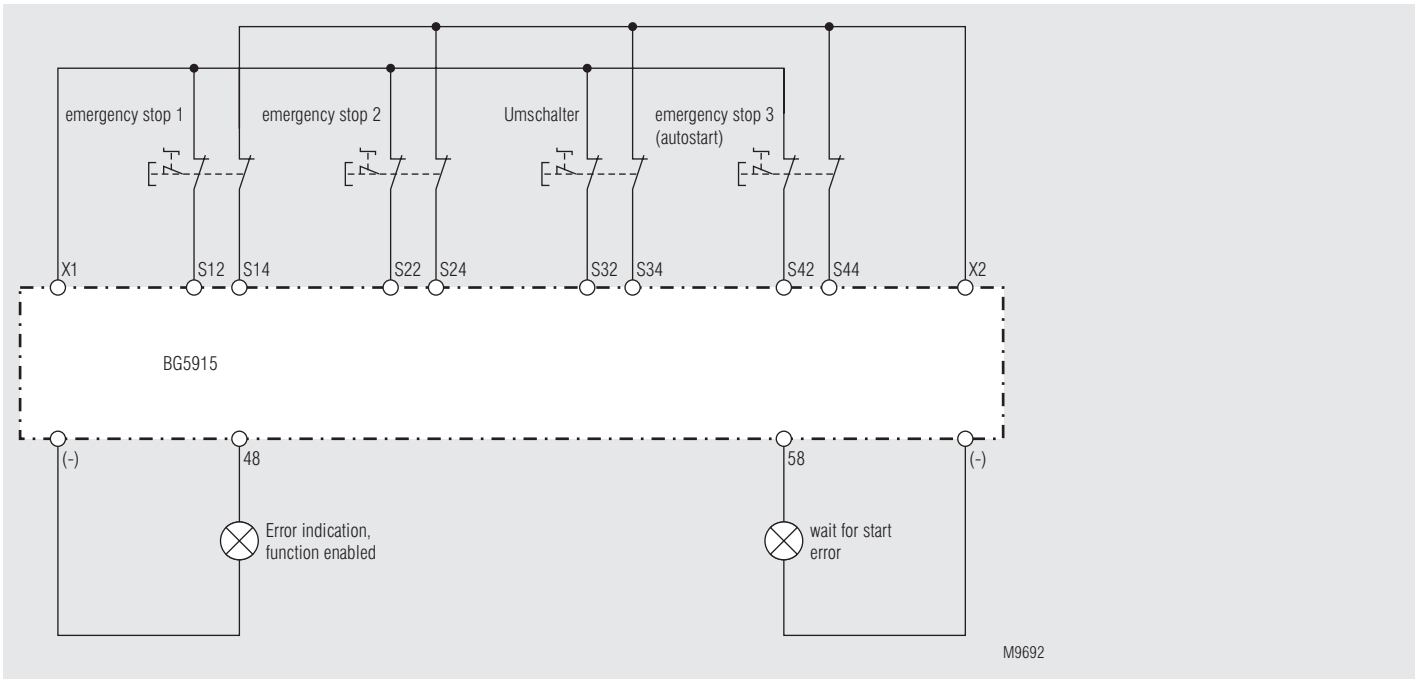 emergency stop 1
emergency stop 2
Umschalter
emergency stop 3
(autostart)
X1
S12
S14
S22
S24
S32
S34
S42
S44
X2
BG5915
(-)
48
58
(-)
Error indication,
function enabled
wait for start
error
M9692